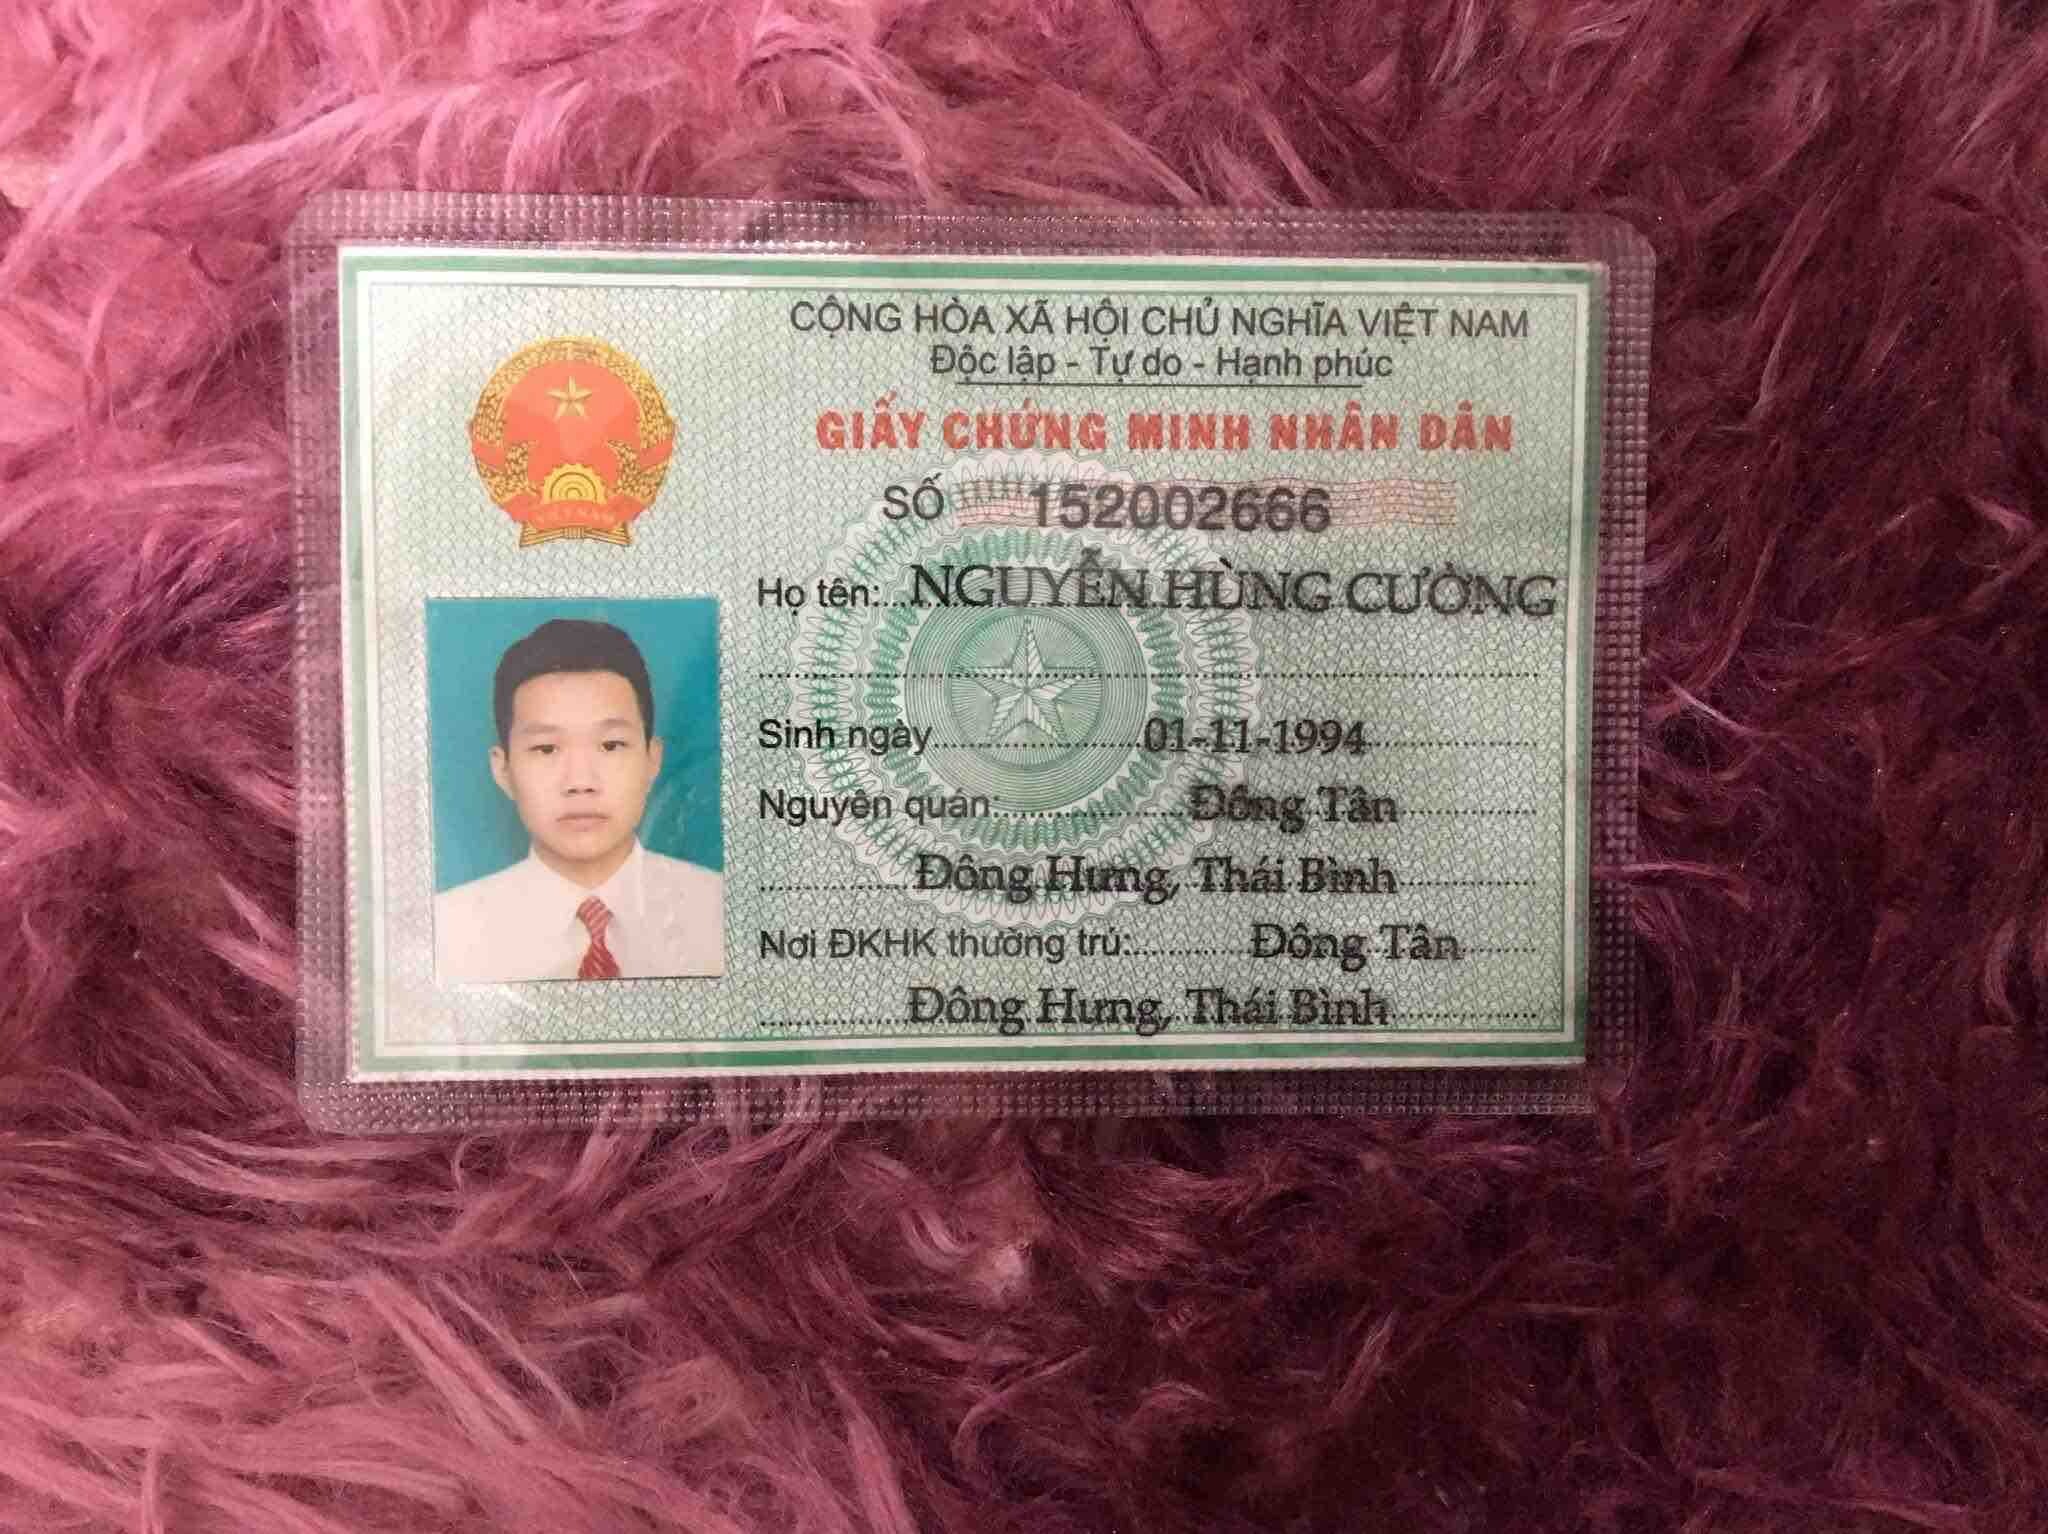 CỘNG HÒA XÃ HỘI CHỦ NGHĨA VIỆT NAM
Độc lập - Tự do - Hạnh phúc
GIẤY CHỨNG MINH NHÂN DÂN
SỐ 152002666
Họ tên: NGUYỄN HÙNG CƯỜNG
Sinh ngày 01-11-1994
Nguyên quán: Đông Tân
Đông Hưng, Thái Bình
Nơi ĐKHK thường trú: Đông Tân
Đông Hưng, Thái Bình
VIỆT NAM